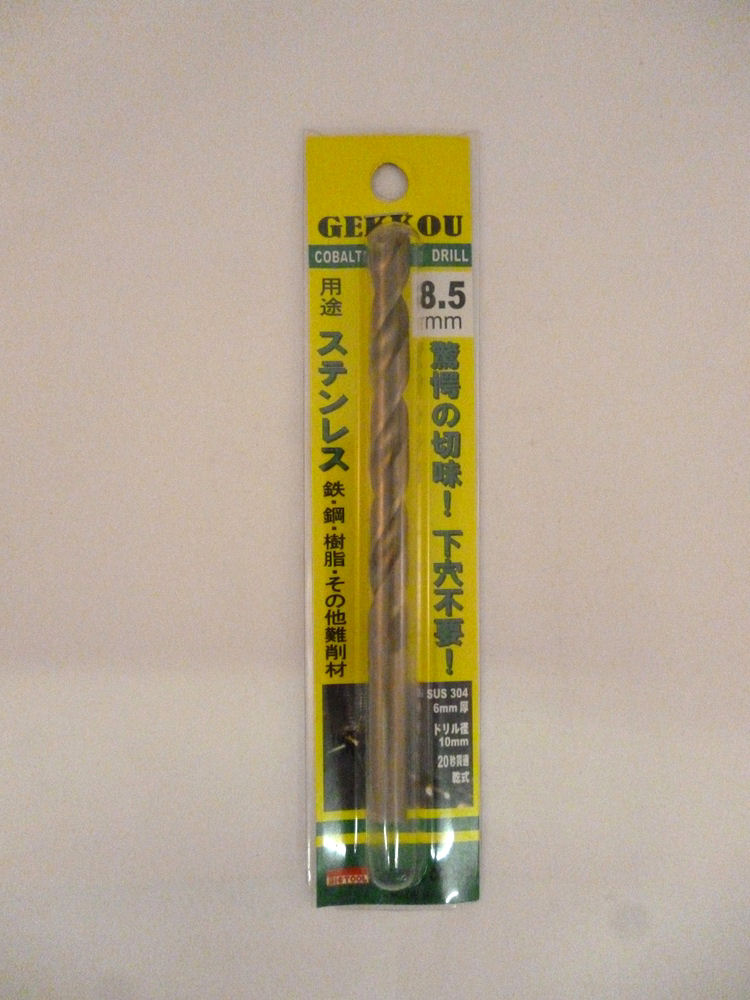 GEKKOU
COBALT DRILL
8.5
mm
用途
ステンレス
鉄・鋼・樹脂・その他難削材
驚愕の切味！下穴不要！
SUS 304
6mm厚
ドリル径
10mm
20秒貫通
乾式
BIGTOOL